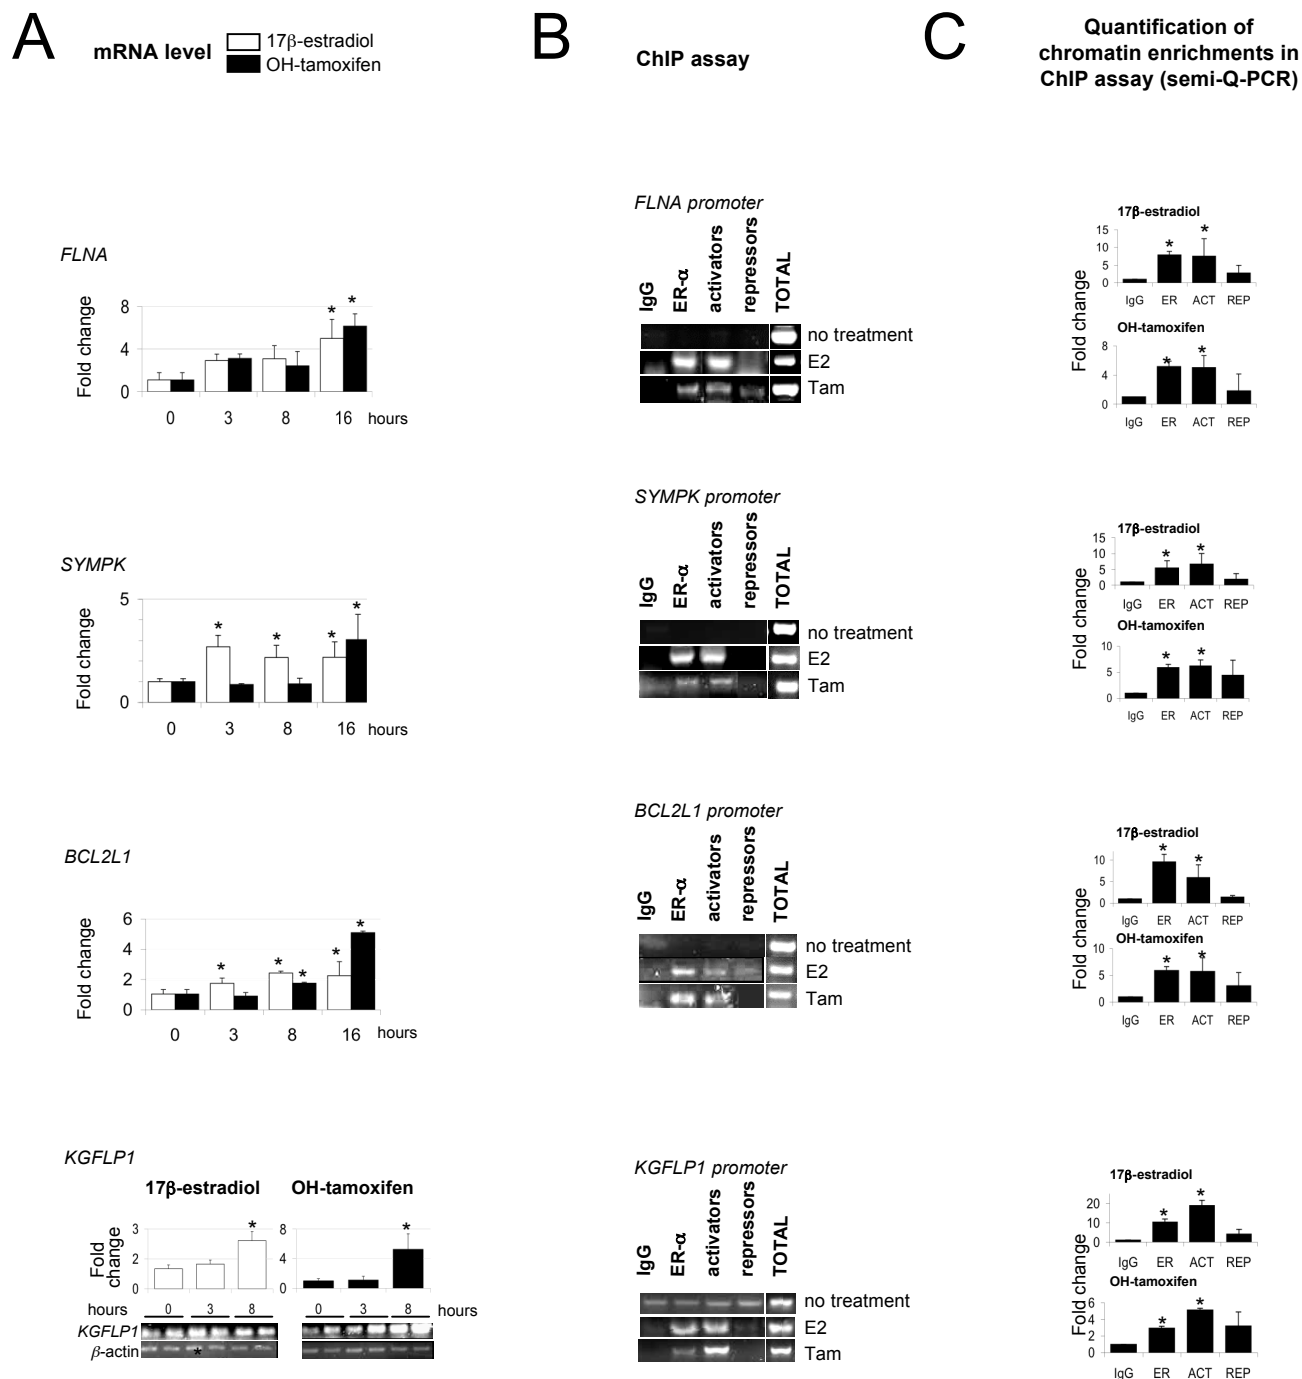 A
mRNA level
17β-estradiol
OH-tamoxifen
B
ChIP assay
C
Quantification of
chromatin enrichments in
ChIP assay (semi-Q-PCR)
FLNA
Fold change
8
4
0
*
*
0 3 8 16 hours
FLNA promoter
IgG
ER-α
activators
repressors
TOTAL
no treatment
E2
Tam
17β-estradiol
Fold change
15
10
5
0
*
*
IgG ER ACT REP
OH-tamoxifen
8
4
0
*
*
IgG ER ACT REP
SYMPK
Fold change
5
0
*
*
*
*
0 3 8 16 hours
SYMPK promoter
IgG
ER-α
activators
repressors
TOTAL
no treatment
E2
Tam
17β-estradiol
Fold change
15
10
5
0
*
*
IgG ER ACT REP
OH-tamoxifen
10
5
0
*
*
IgG ER ACT REP
BCL2L1
Fold change
6
4
2
0
*
*
*
*
*
0 3 8 16 hours
BCL2L1 promoter
IgG
ER-α
activators
repressors
TOTAL
no treatment
E2
Tam
17β-estradiol
Fold change
10
5
0
*
*
IgG ER ACT REP
OH-tamoxifen
10
5
0
*
*
IgG ER ACT REP
KGFLP1
17β-estradiol
OH-tamoxifen
Fold
change
3
2
1
0
*
8
4
0
*
hours 0 3 8 0 3 8 hours
KGFLP1
β-actin
*
KGFLP1 promoter
IgG
ER-α
activators
repressors
TOTAL
no treatment
E2
Tam
17β-estradiol
Fold change
20
10
0
*
*
IgG ER ACT REP
OH-tamoxifen
6
4
2
0
*
*
IgG ER ACT REP